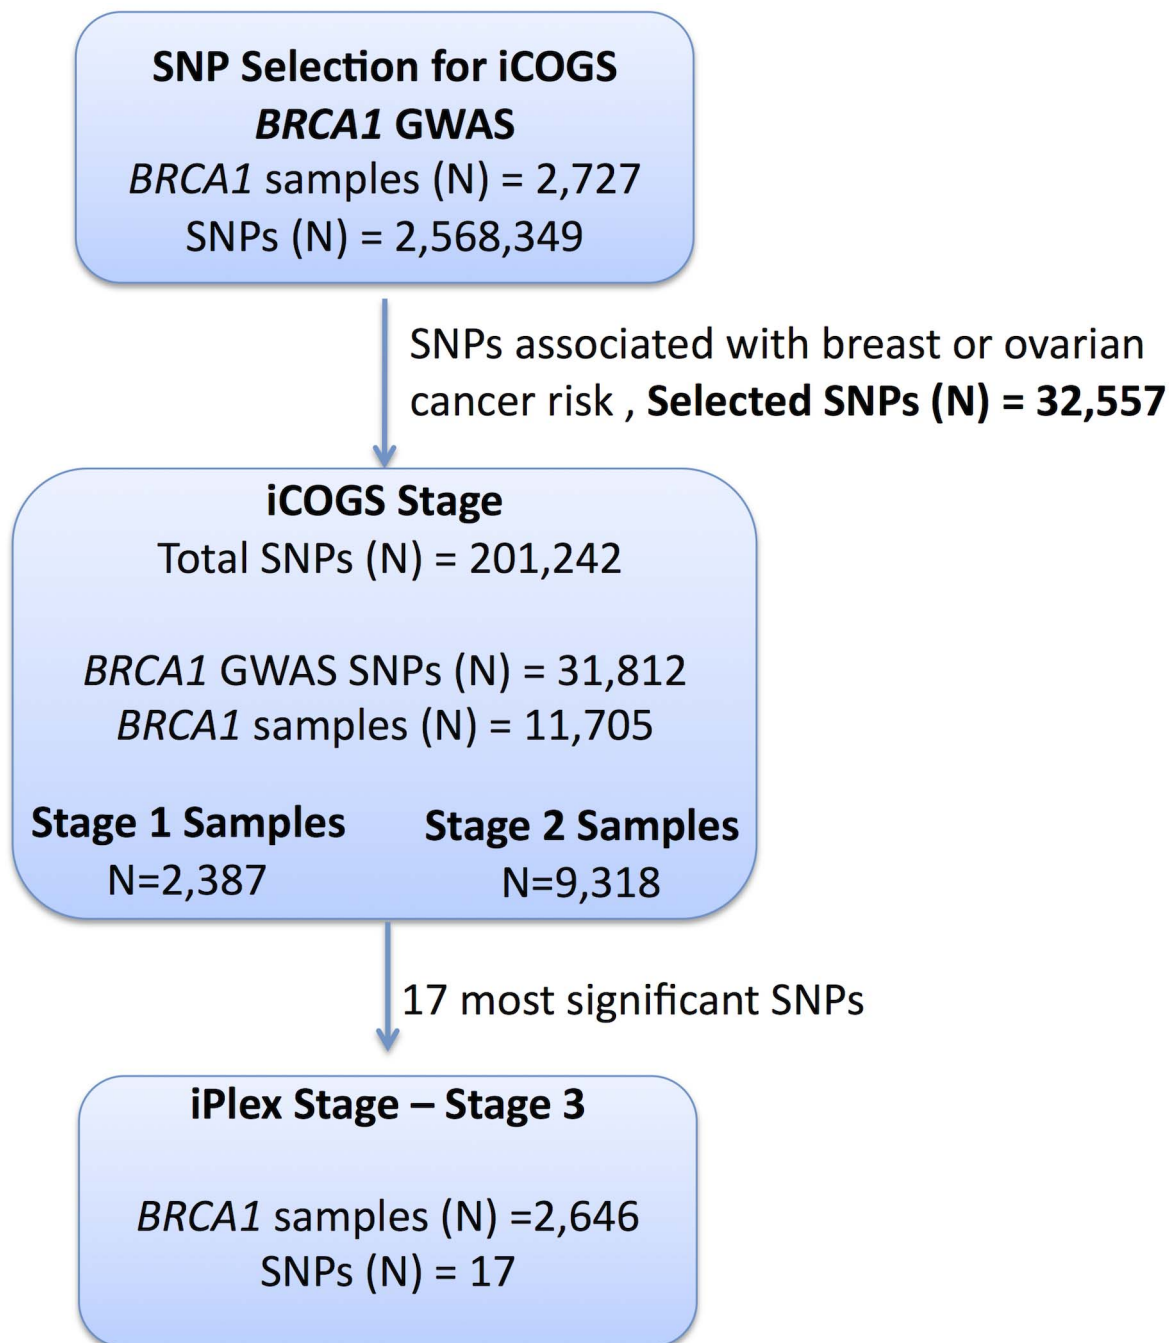 SNP Selection for iCOGS
BRCA1 GWAS
BRCA1 samples (N) = 2,727
SNPs (N) = 2,568,349
SNPs associated with breast or ovarian
cancer risk , Selected SNPs (N) = 32,557
iCOGS Stage
Total SNPs (N) = 201,242
BRCA1 GWAS SNPs (N) = 31,812
BRCA1 samples (N) = 11,705
Stage 1 Samples
N=2,387
Stage 2 Samples
N=9,318
17 most significant SNPs
iPlex Stage – Stage 3
BRCA1 samples (N) =2,646
SNPs (N) = 17